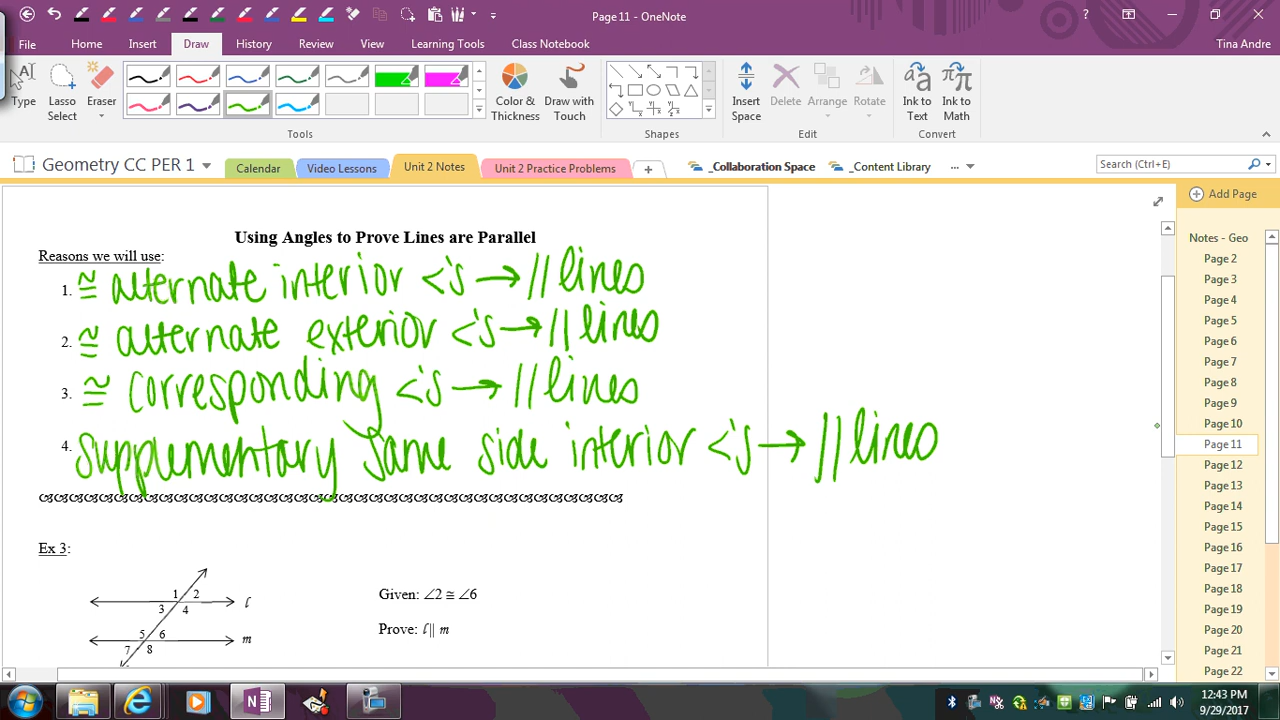 Page 11 - OneNote
?
File
Home
Insert
Draw
History
Review
View
Learning Tools
Class Notebook
Tina Andre
Type
Lasso Select
Eraser
Color & Thickness
Draw with Touch
Insert Space
Delete
Arrange
Rotate
Ink to Text
Ink to Math
Tools
Shapes
Edit
Convert
Geometry CC PER 1
Calendar
Video Lessons
Unit 2 Notes
Unit 2 Practice Problems
_Collaboration Space
_Content Library
...
Search (Ctrl+E)
Add Page
Using Angles to Prove Lines are Parallel
Reasons we will use:
1. ≅ alternate interior <'s → // lines
2. ≅ alternate exterior <'s → // lines
3. ≅ corresponding <'s → // lines
4. supplementary same side interior <'s → // lines
Ex 3:
1 2
3 4
l
5 6
7 8
m
Given: ∠2 ≅ ∠6
Prove: l || m
Notes - Geo
Page 2
Page 3
Page 4
Page 5
Page 6
Page 7
Page 8
Page 9
Page 10
Page 11
Page 12
Page 13
Page 14
Page 15
Page 16
Page 17
Page 18
Page 19
Page 20
Page 21
Page 22
12:43 PM
9/29/2017